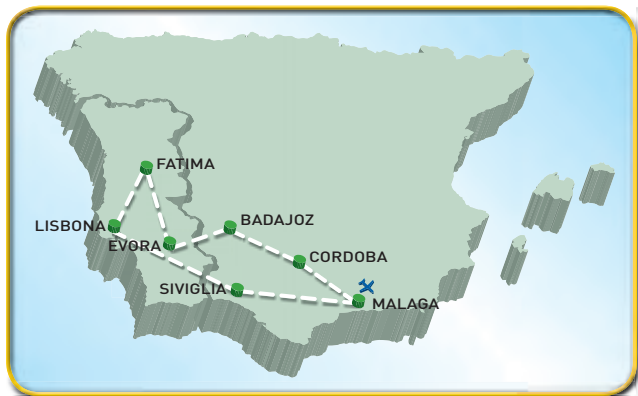 FATIMA
BADAJOZ
LISBONA
EVORA
CORDOBA
SIVIGLIA
MALAGA